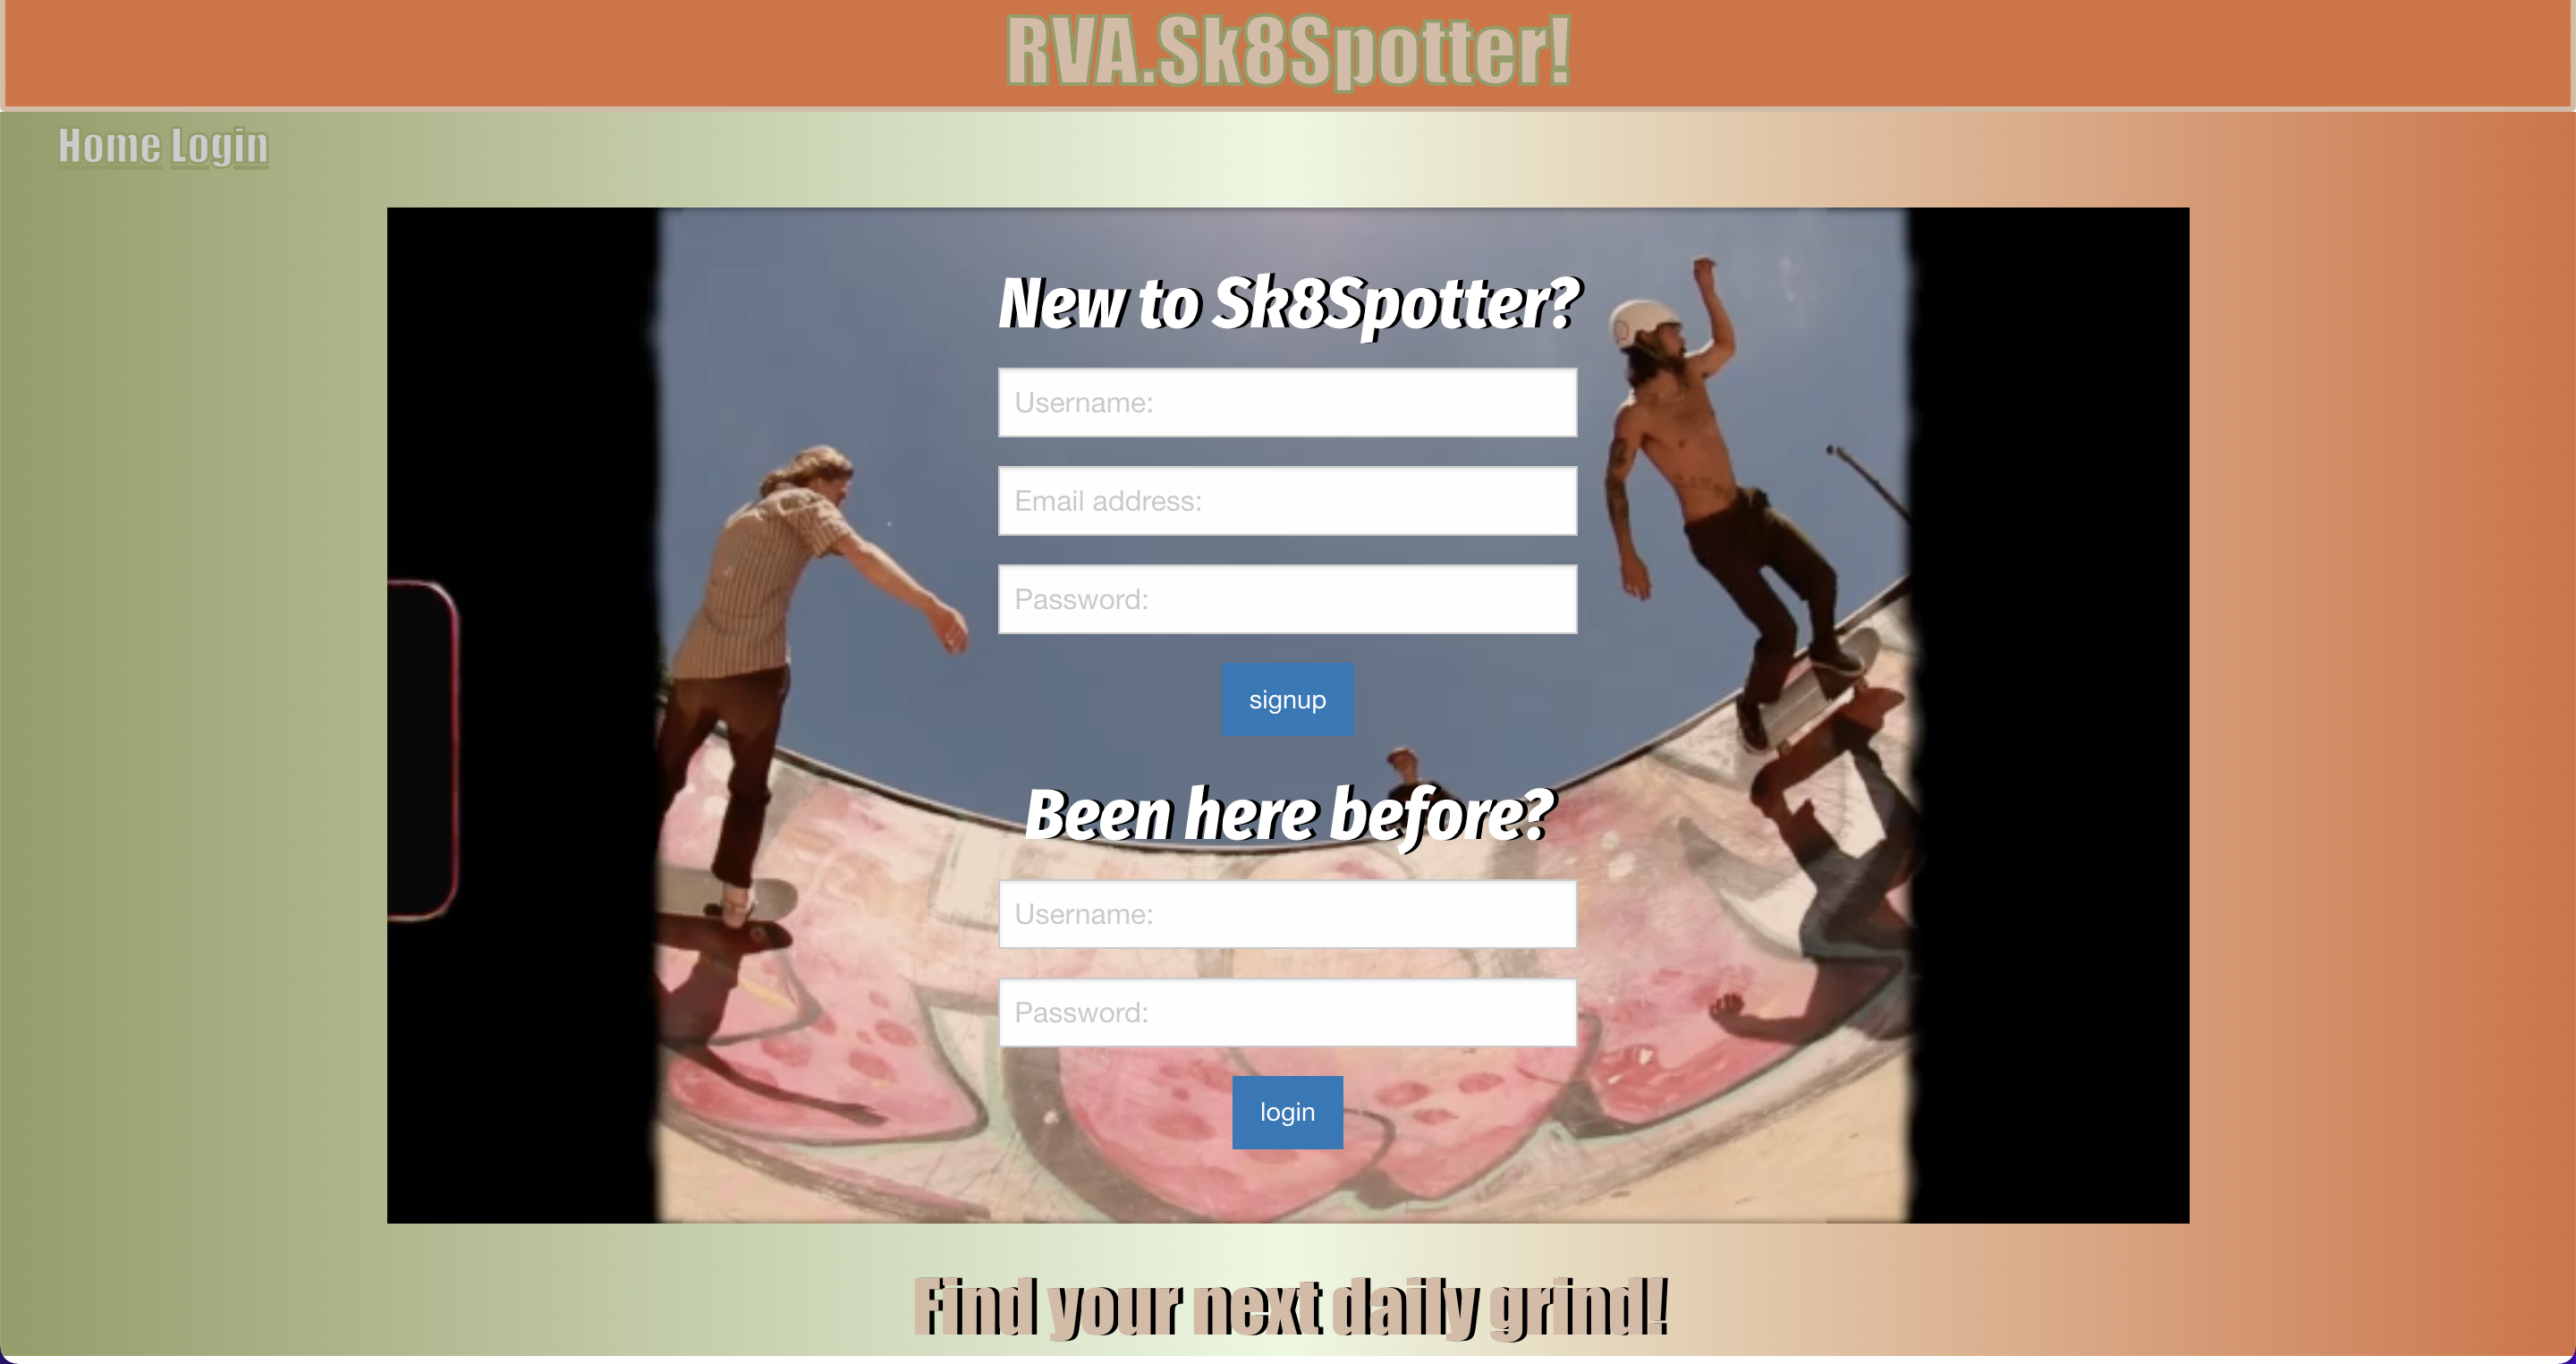 RVA.Sk8Spotter!
Home Login
New to Sk8Spotter?
Username:
Email address:
Password:
signup
Been here before?
Username:
Password:
login
Find your next daily grind!